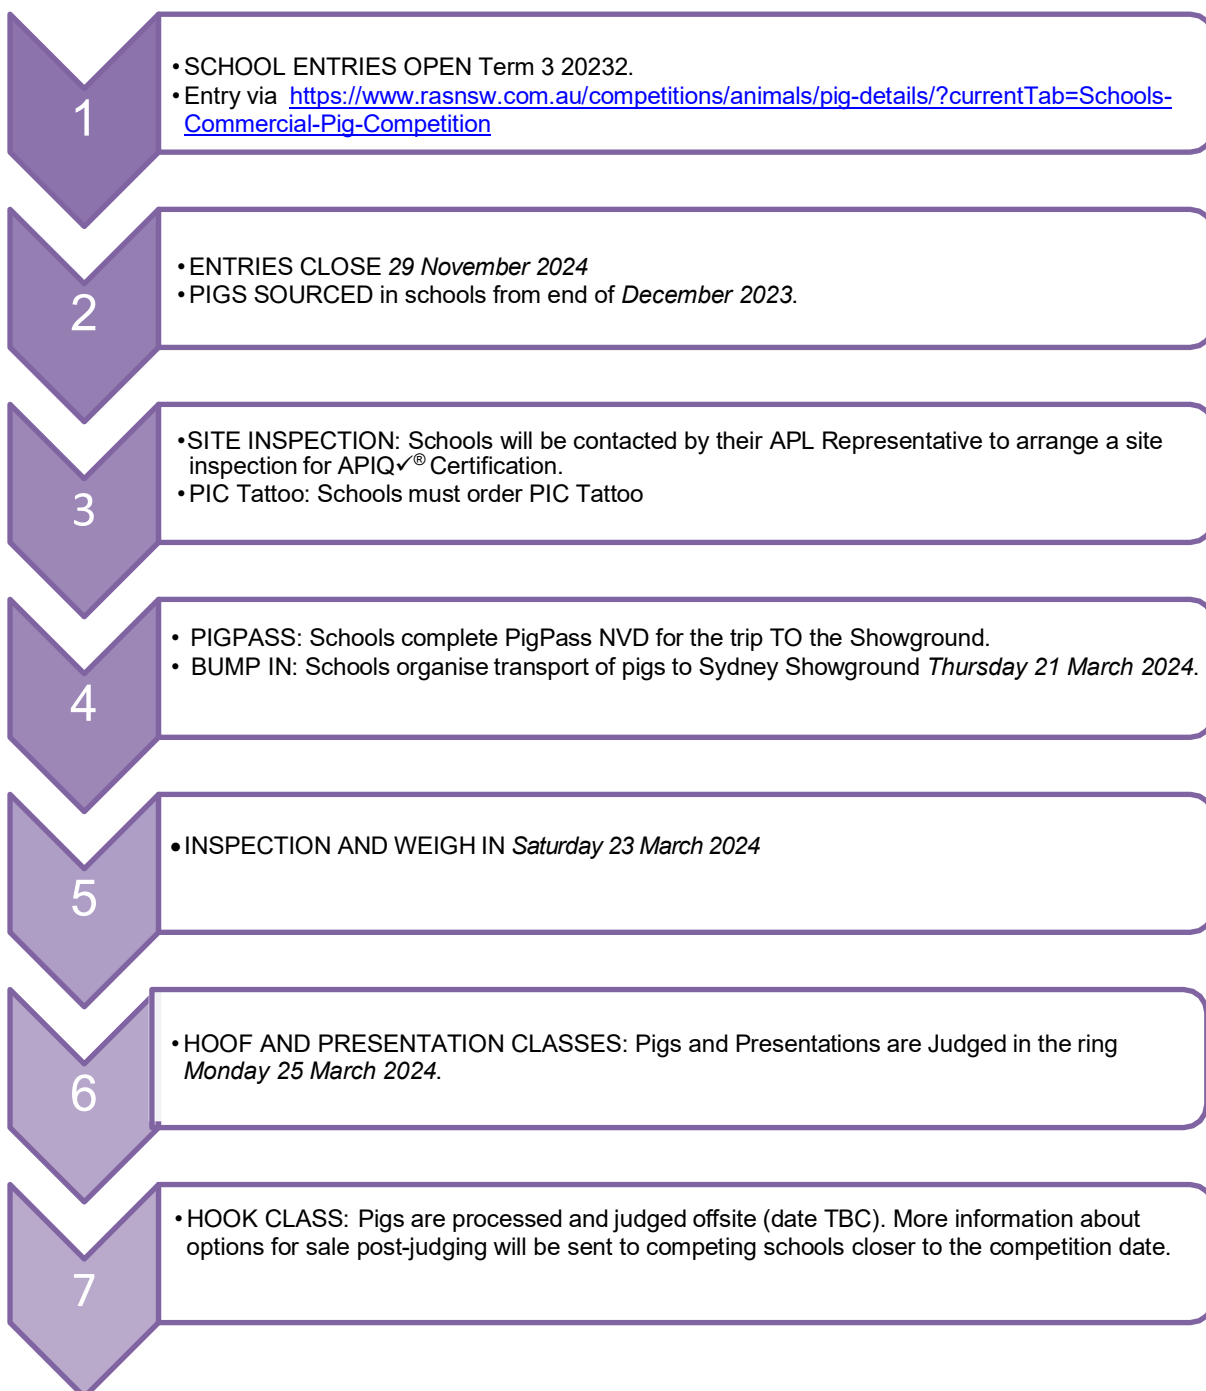 1
• SCHOOL ENTRIES OPEN Term 3 20232.
• Entry via https://www.rasnsw.com.au/competitions/animals/pig-details/?currentTab=Schools-
Commercial-Pig-Competition
2
• ENTRIES CLOSE 29 November 2024
• PIGS SOURCED in schools from end of December 2023.
3
• SITE INSPECTION: Schools will be contacted by their APL Representative to arrange a site
inspection for APIQ✓® Certification.
• PIC Tattoo: Schools must order PIC Tattoo
4
• PIGPASS: Schools complete PigPass NVD for the trip TO the Showground.
• BUMP IN: Schools organise transport of pigs to Sydney Showground Thursday 21 March 2024.
5
• INSPECTION AND WEIGH IN Saturday 23 March 2024
6
• HOOF AND PRESENTATION CLASSES: Pigs and Presentations are Judged in the ring
Monday 25 March 2024.
7
• HOOK CLASS: Pigs are processed and judged offsite (date TBC). More information about
options for sale post-judging will be sent to competing schools closer to the competition date.